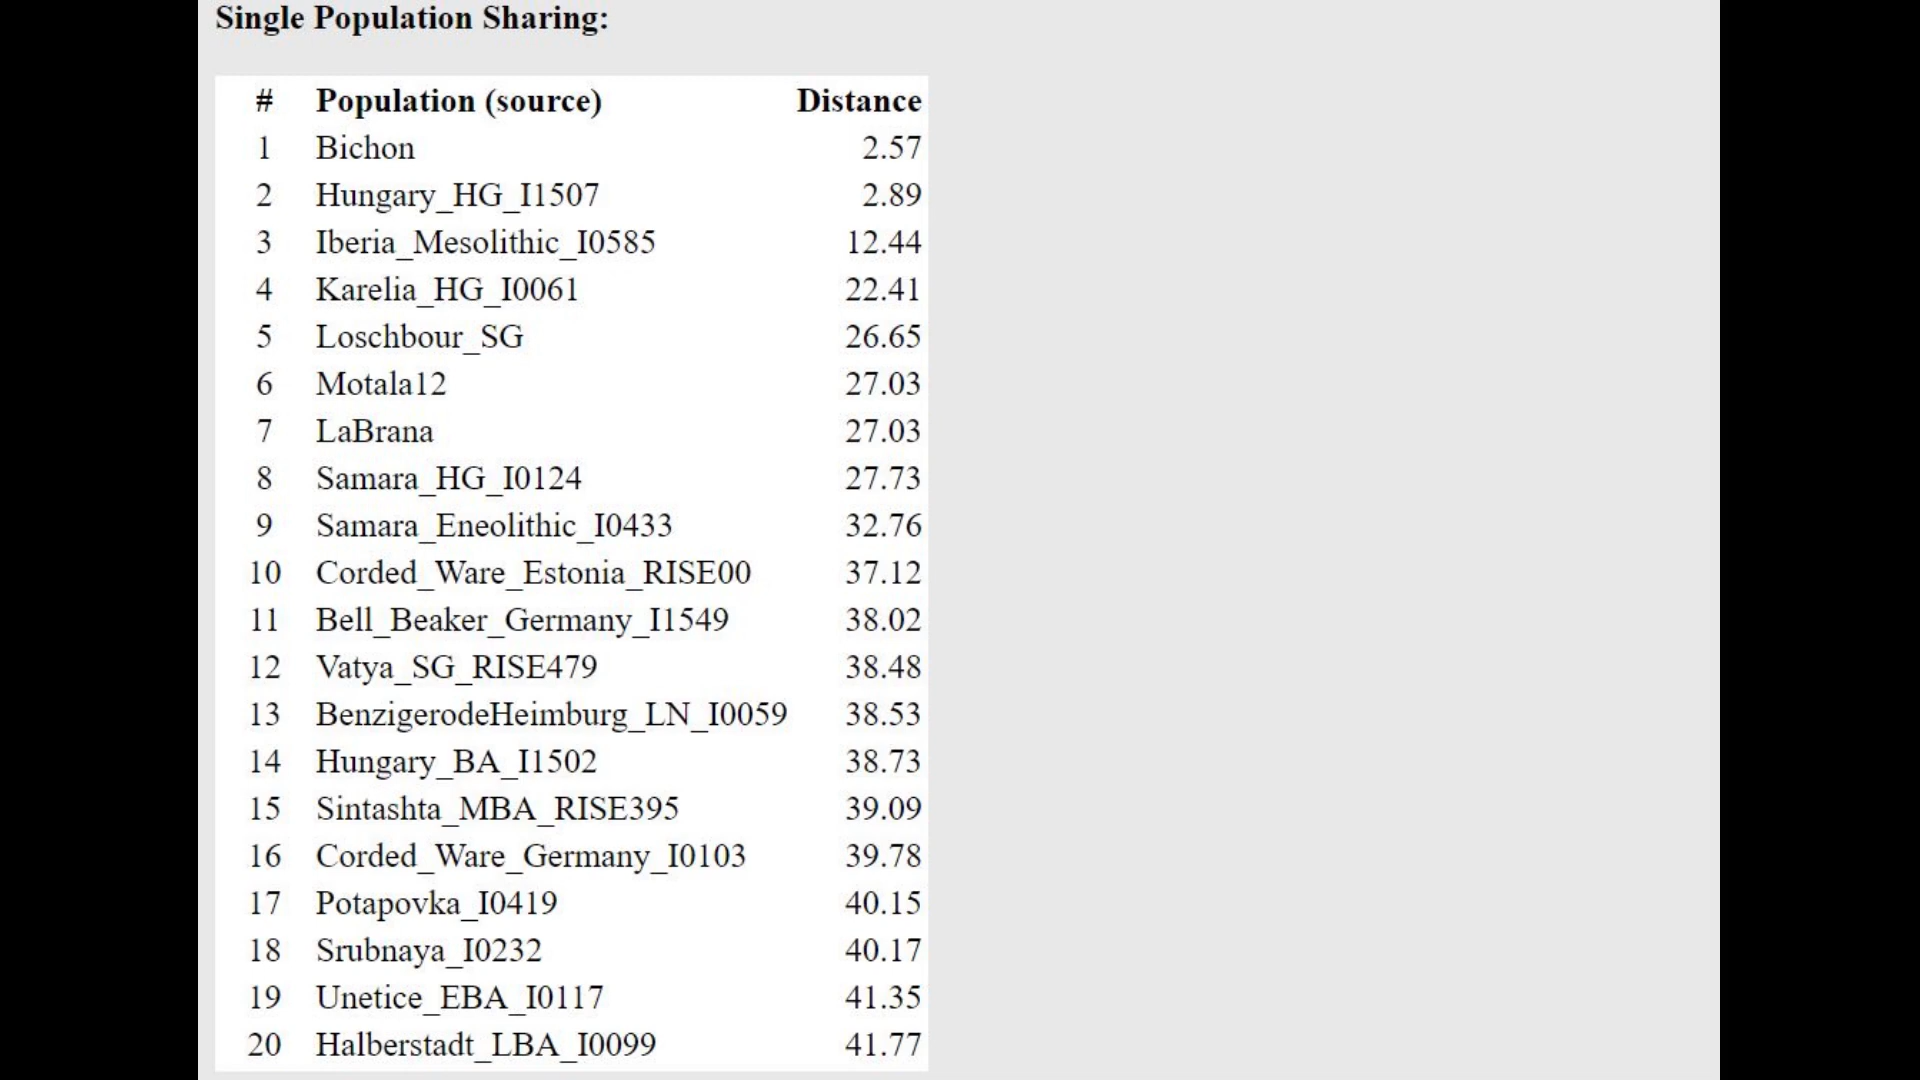 Single Population Sharing:
# Population (source) Distance
1 Bichon 2.57
2 Hungary_HG_I1507 2.89
3 Iberia_Mesolithic_I0585 12.44
4 Karelia_HG_I0061 22.41
5 Loschbour_SG 26.65
6 Motala12 27.03
7 LaBrana 27.03
8 Samara_HG_I0124 27.73
9 Samara_Eneolithic_I0433 32.76
10 Corded_Ware_Estonia_RISE00 37.12
11 Bell_Beaker_Germany_I1549 38.02
12 Vatya_SG_RISE479 38.48
13 BenzigerodeHeimburg_LN_I0059 38.53
14 Hungary_BA_I1502 38.73
15 Sintashta_MBA_RISE395 39.09
16 Corded_Ware_Germany_I0103 39.78
17 Potapovka_I0419 40.15
18 Srubnaya_I0232 40.17
19 Unetice_EBA_I0117 41.35
20 Halberstadt_LBA_I0099 41.77